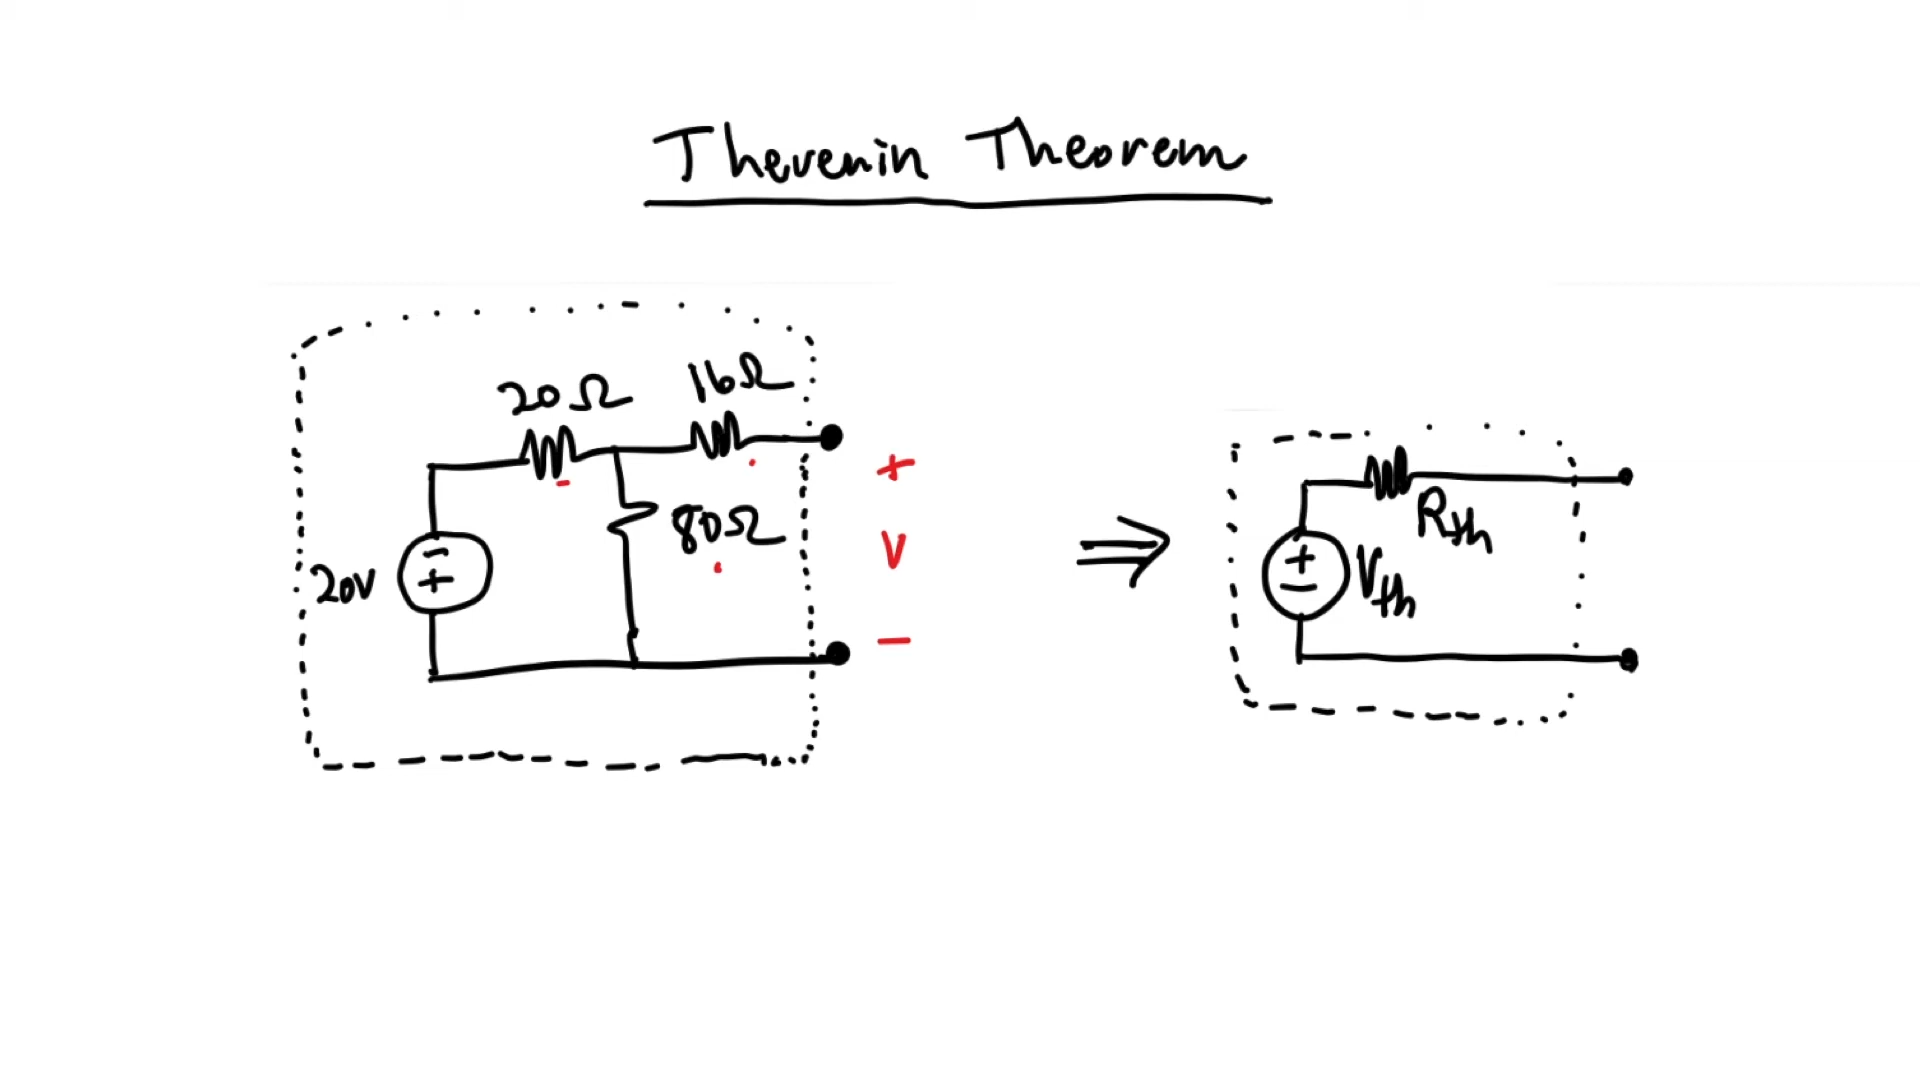 Thevenin Theorem
20Ω
16Ω
80Ω
20V
-
+
+
V
-
Rth
+
-
Vth